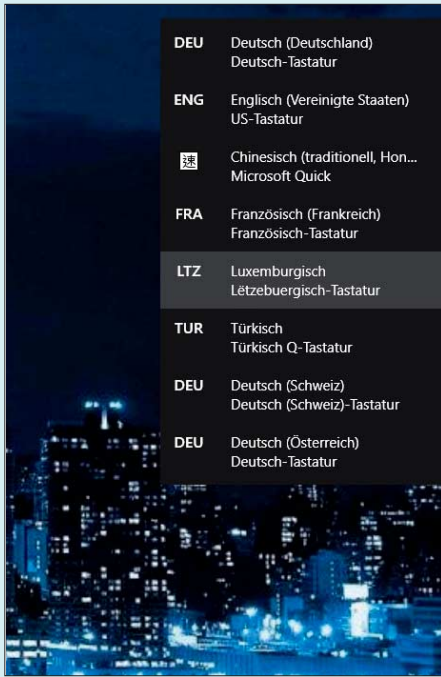 DEU Deutsch (Deutschland)
Deutsch-Tastatur
ENG Englisch (Vereinigte Staaten)
US-Tastatur
速 Chinesisch (traditionell, Hon...
Microsoft Quick
FRA Französisch (Frankreich)
Französisch-Tastatur
LTZ Luxemburgisch
Lëtzebuergisch-Tastatur
TUR Türkisch
Türkisch Q-Tastatur
DEU Deutsch (Schweiz)
Deutsch (Schweiz)-Tastatur
DEU Deutsch (Österreich)
Deutsch-Tastatur